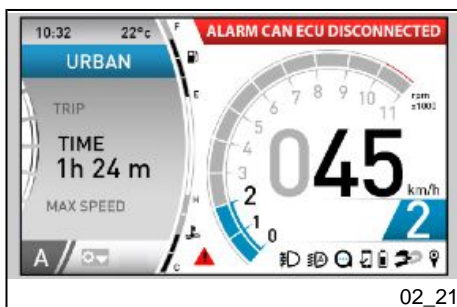 10:32 22°c F ALARM CAN ECU DISCONNECTED
URBAN
E
TRIP
TIME
1h 24 m
MAX SPEED
H
C
A
0 1 2 3 4 5 6 7 8 9 10 11
rpm
x1000
045
km/h
2
A
02_21